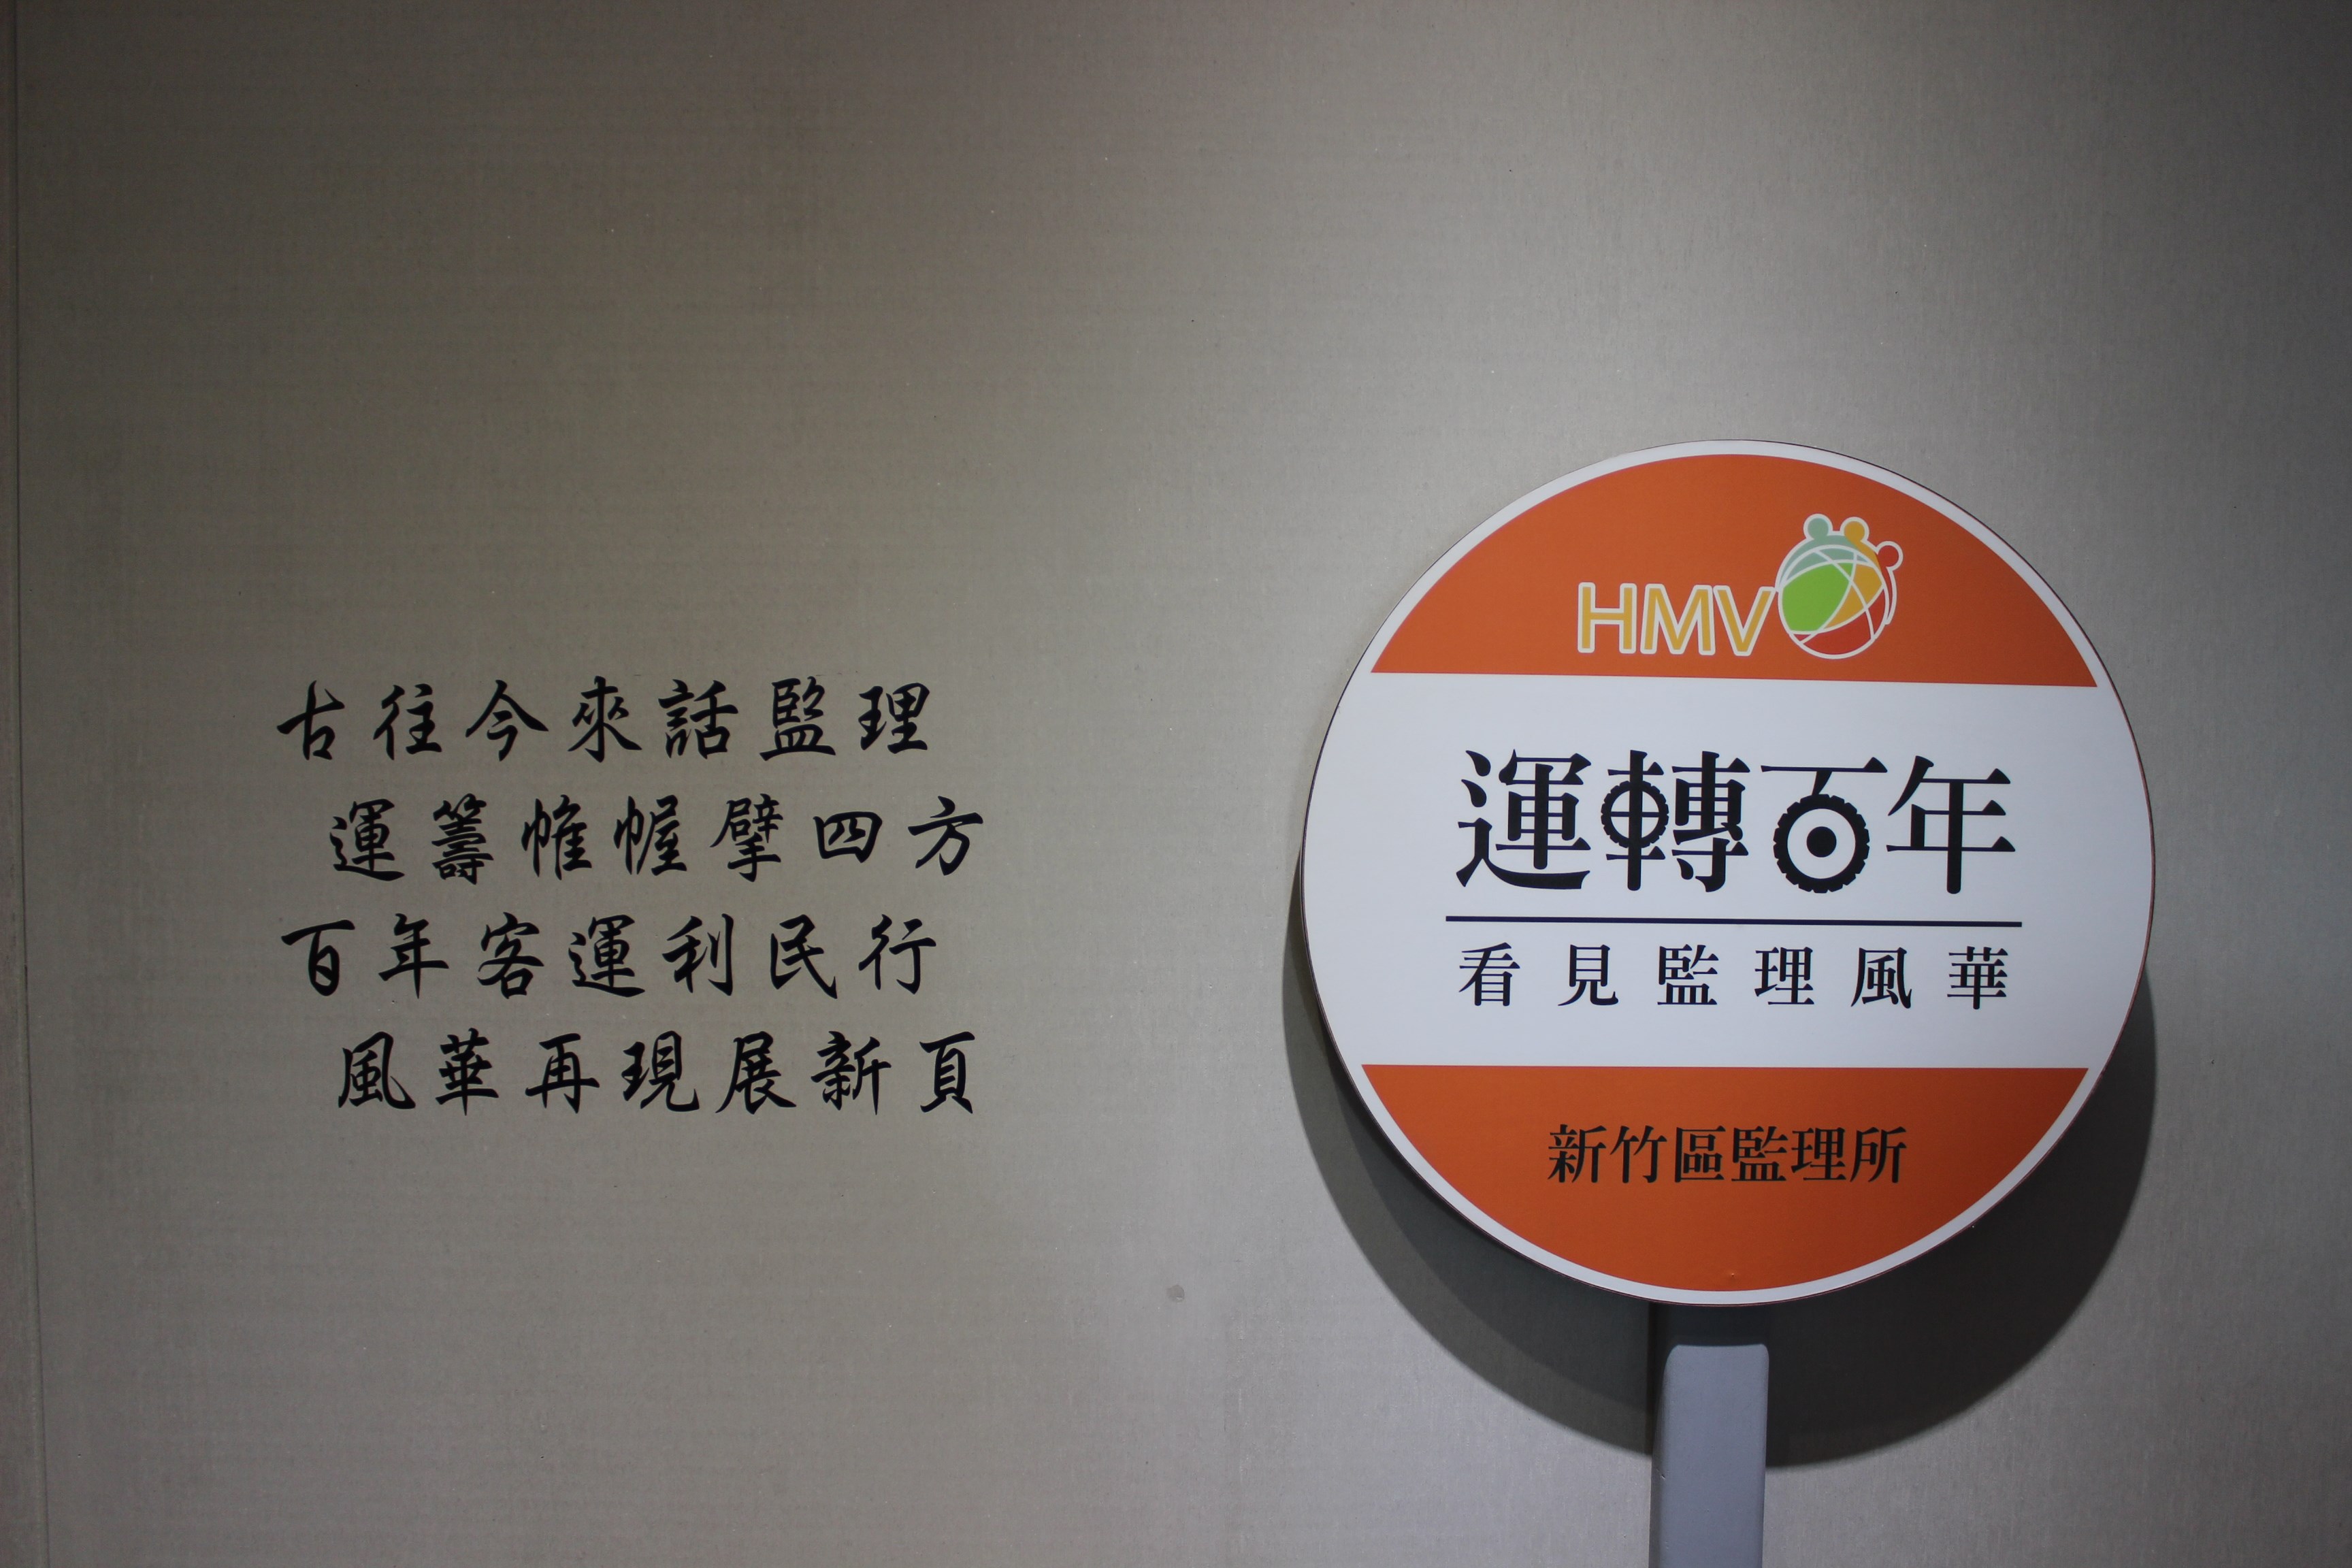 古往今來話監理
運籌帷幄擘四方
百年客運利民行
風華再現展新頁
HMV
運轉百年
看見監理風華
新竹區監理所